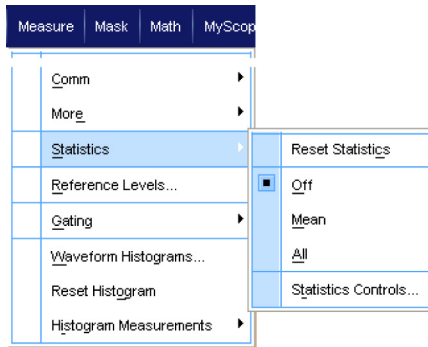 Measure Mask Math MyScop
Comm
More
Statistics
Reference Levels...
Gating
Waveform Histograms...
Reset Histogram
Histogram Measurements
Reset Statistics
Off
Mean
All
Statistics Controls...